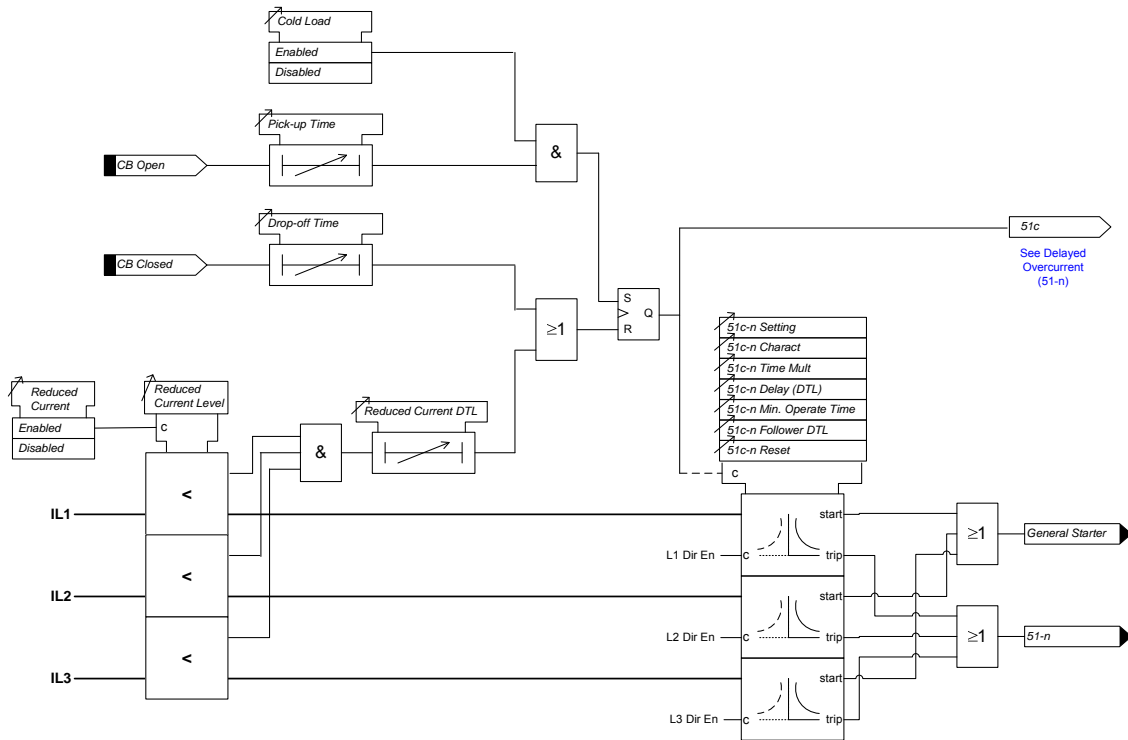 Cold Load
Enabled
Disabled
Pick-up Time
CB Open
&
Drop-off Time
CB Closed
51c
See Delayed
Overcurrent
(51-n)
S
Q
R
≥1
51c-n Setting
51c-n Charact
51c-n Time Mult
51c-n Delay (DTL)
51c-n Min. Operate Time
51c-n Follower DTL
51c-n Reset
c
Reduced
Current
Enabled
Disabled
Reduced
Current Level
c
Reduced Current DTL
&
<
IL1
start
L1 Dir En
c
trip
≥1
General Starter
<
IL2
start
L2 Dir En
c
trip
≥1
51-n
<
IL3
start
L3 Dir En
c
trip